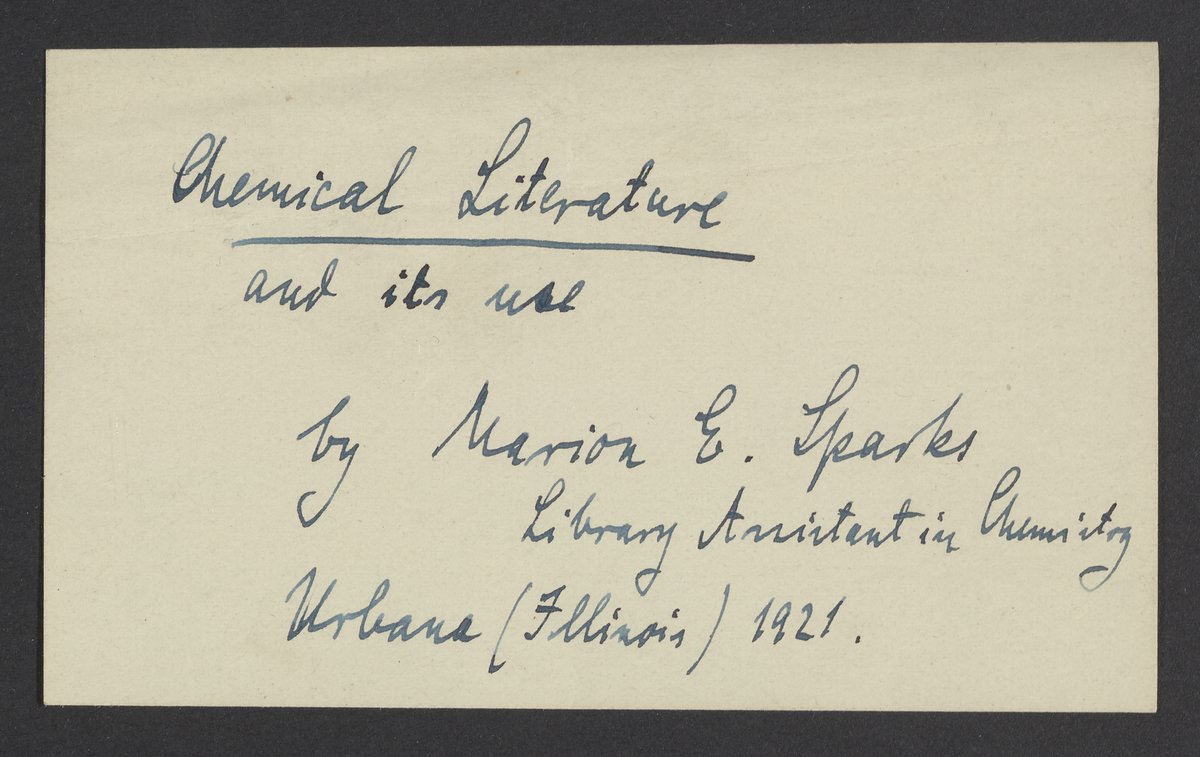 Chemical Literature
and its use
by Marion E. Sparks
Library Assistant in Chemistry
Urbana (Illinois) 1921.